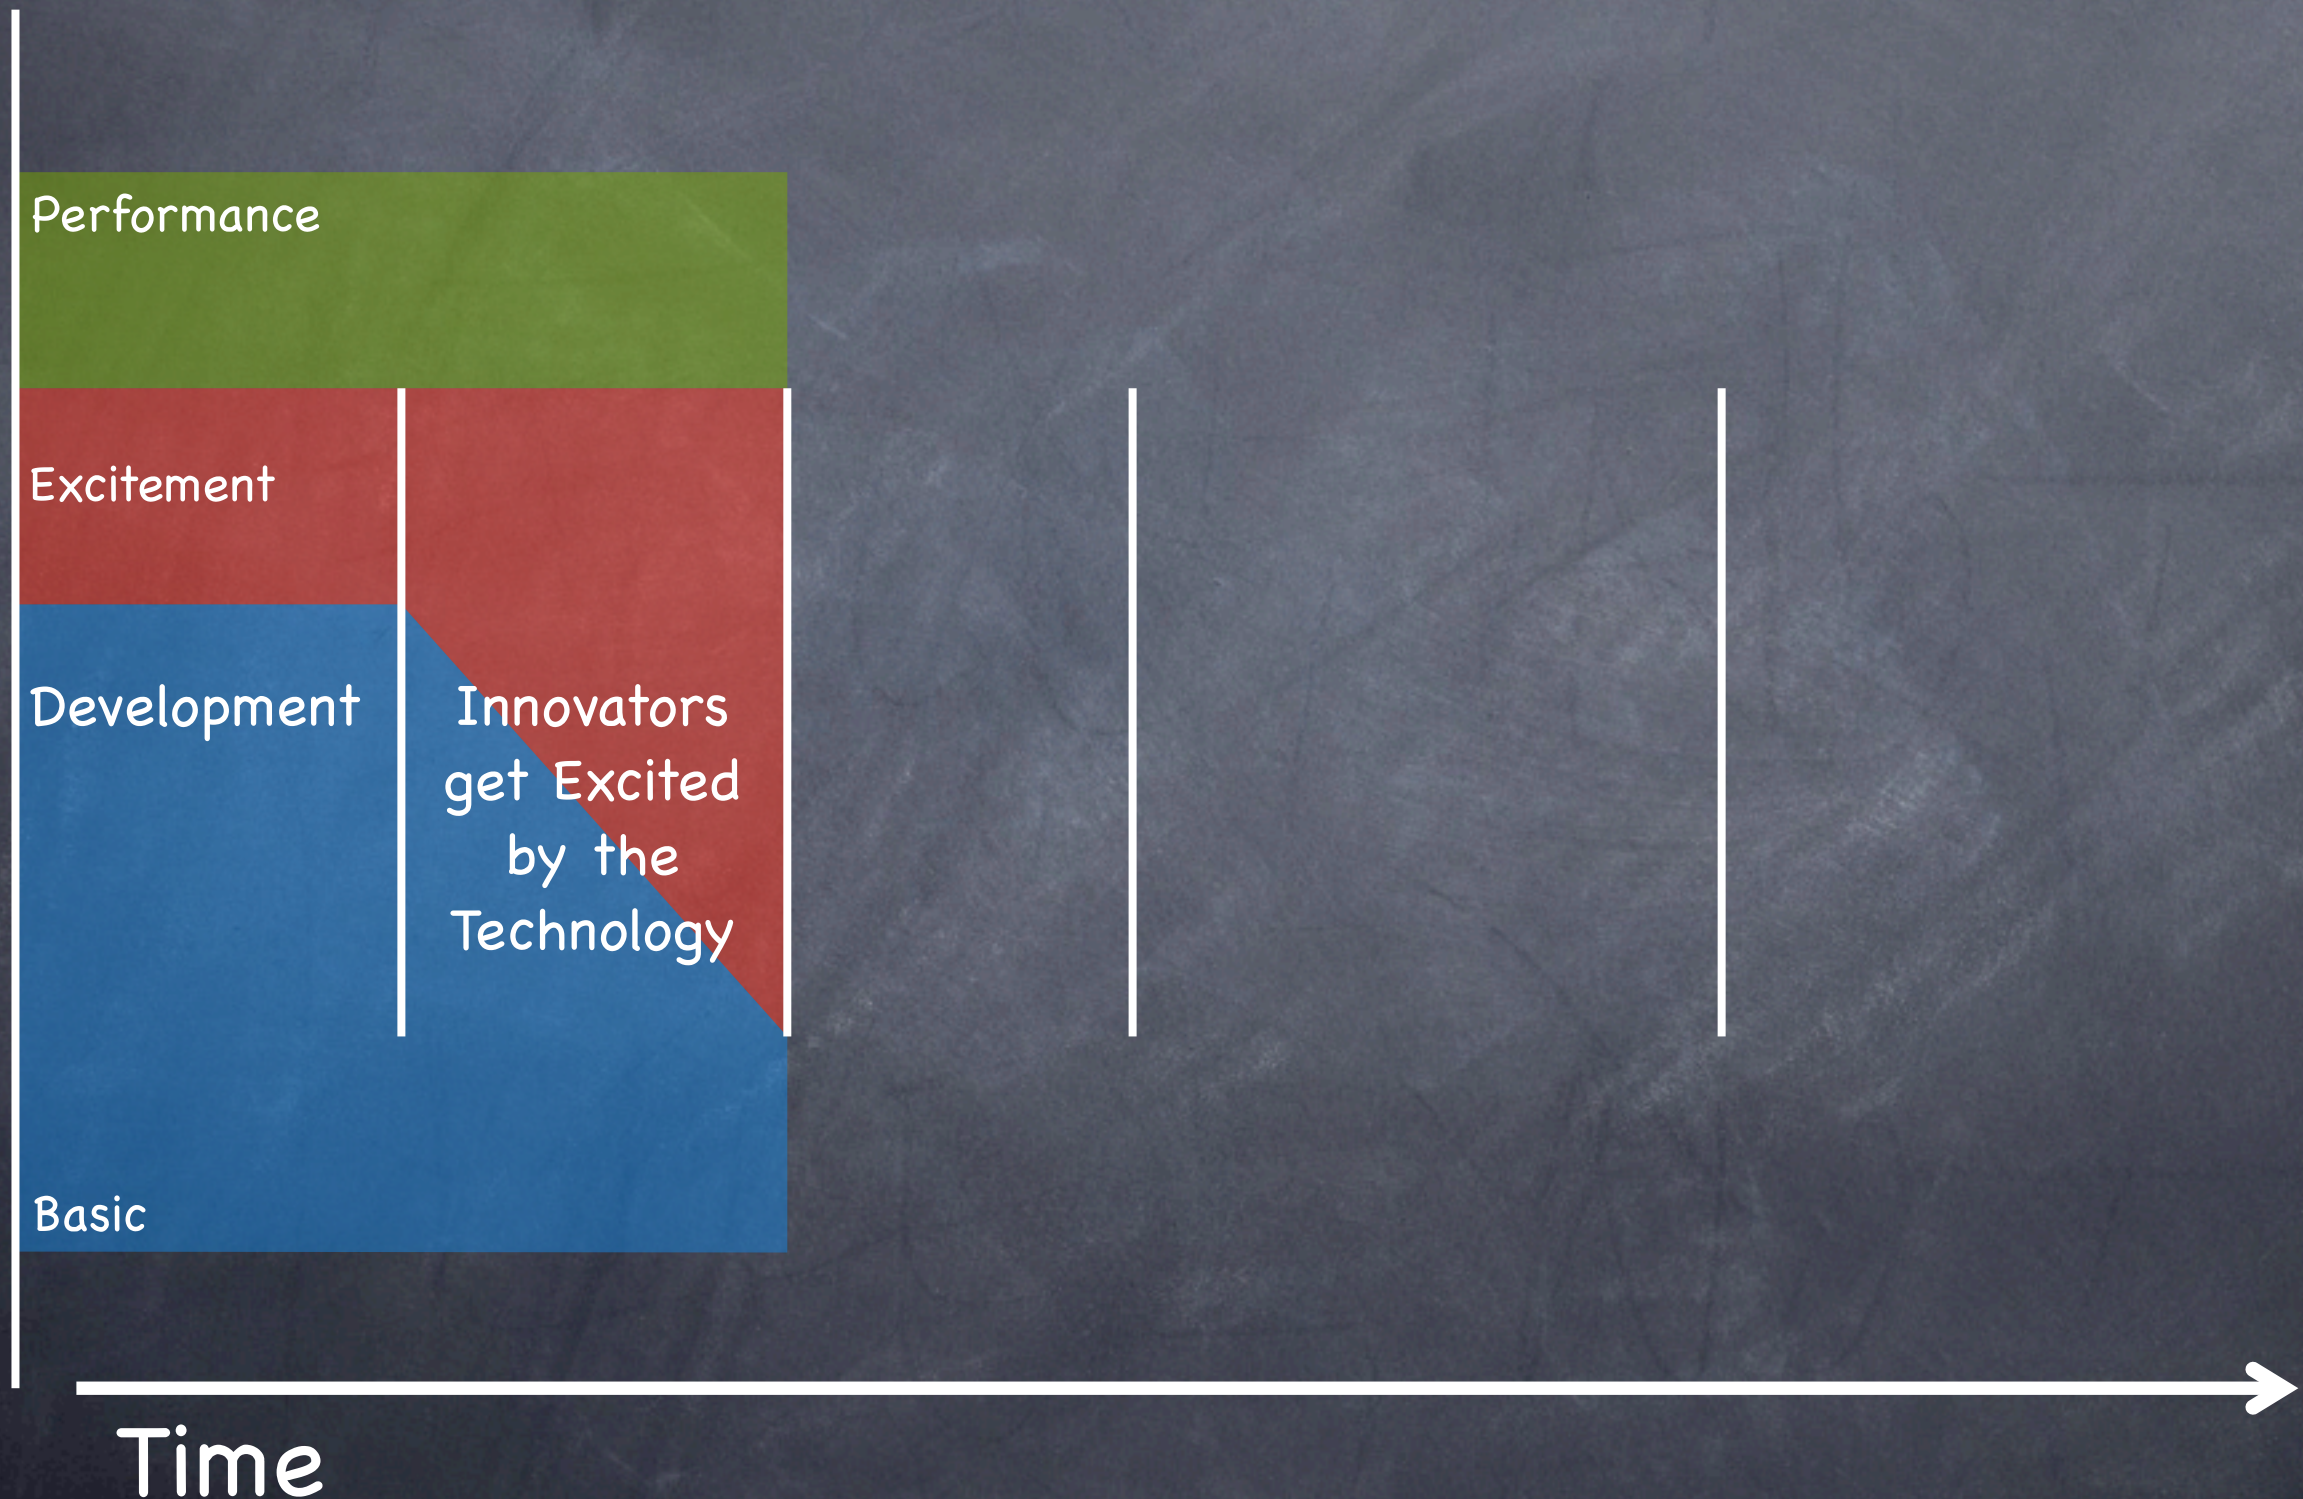 Performance
Excitement
Development
Innovators
get Excited
by the
Technology
Basic
Time